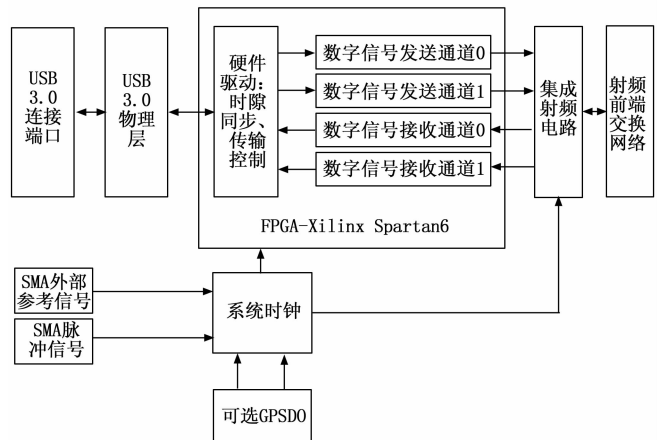 USB
3.0
连接
端口
USB
3.0
物理
层
硬件
驱动:
时隙
同步、
传输
控制
数字信号发送通道0
数字信号发送通道1
数字信号接收通道0
数字信号接收通道1
集成
射频
电路
射频
前端
交换
网络
FPGA-Xilinx Spartan6
SMA外部
参考信号
SMA脉
冲信号
系统时钟
可选GPSDO